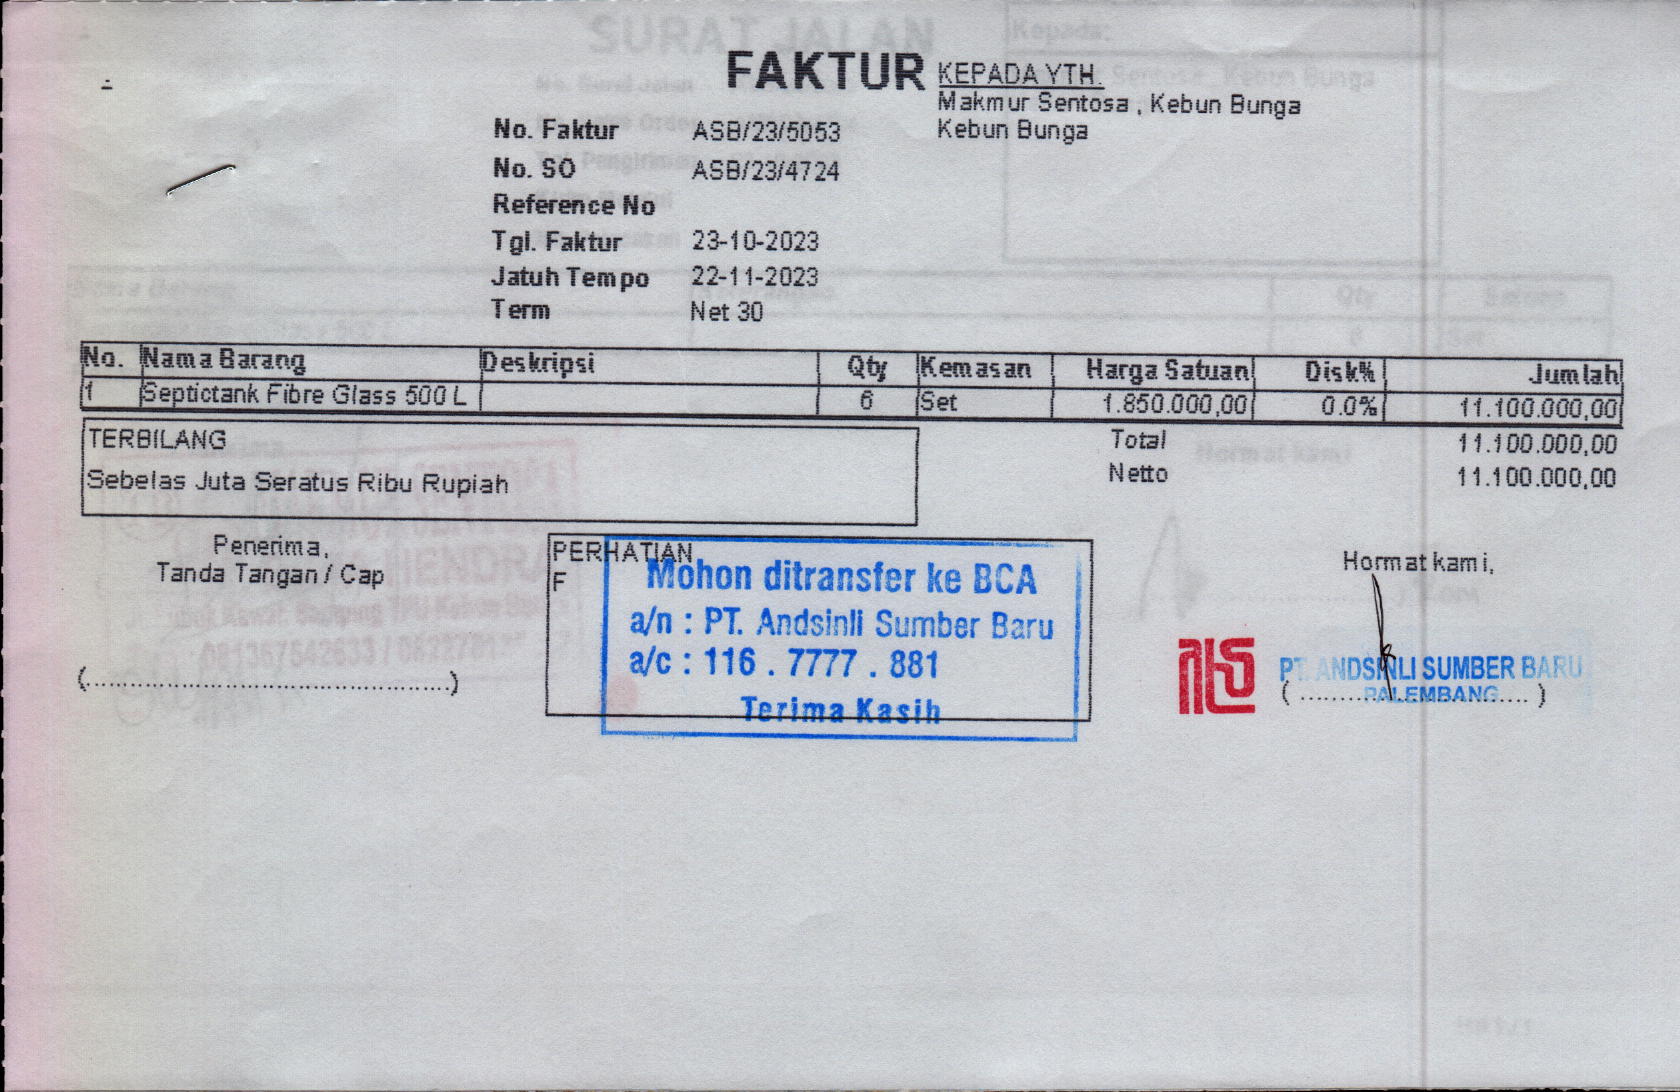 FAKTUR
KEPADA YTH.
Makmur Sentosa , Kebun Bunga
Kebun Bunga
No. Faktur ASB/23/5053
No. SO ASB/23/4724
Reference No
Tgl. Faktur 23-10-2023
Jatuh Tempo 22-11-2023
Term Net 30
No. Nama Barang Deskripsi Qty Kemasan Harga Satuan Disk% Jumlah
1 Septictank Fibre Glass 500 L 6 Set 1.850.000,00 0.0% 11.100.000,00
TERBILANG
Sebelas Juta Seratus Ribu Rupiah
Total 11.100.000,00
Netto 11.100.000,00
Penerima,
Tanda Tangan / Cap
(................................................)
PERHATIAN
F
Mohon ditransfer ke BCA
a/n : PT. Andsinli Sumber Baru
a/c : 116 . 7777 . 881
Terima Kasih
Hormat kami,
PT. ANDSINLI SUMBER BARU
PALEMBANG
SURAT JALAN
Kepada: